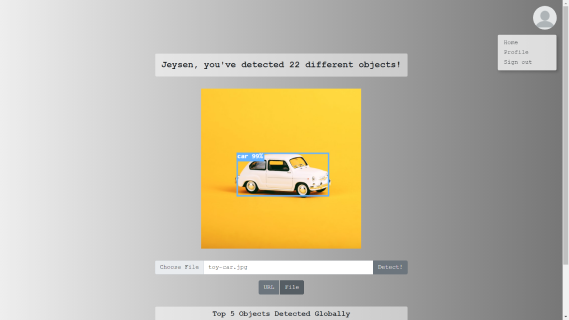 Home
Profile
Sign out
Jeysen, you've detected 22 different objects!
car 99%
Choose File toy-car.jpg Detect!
URL File
Top 5 Objects Detected Globally